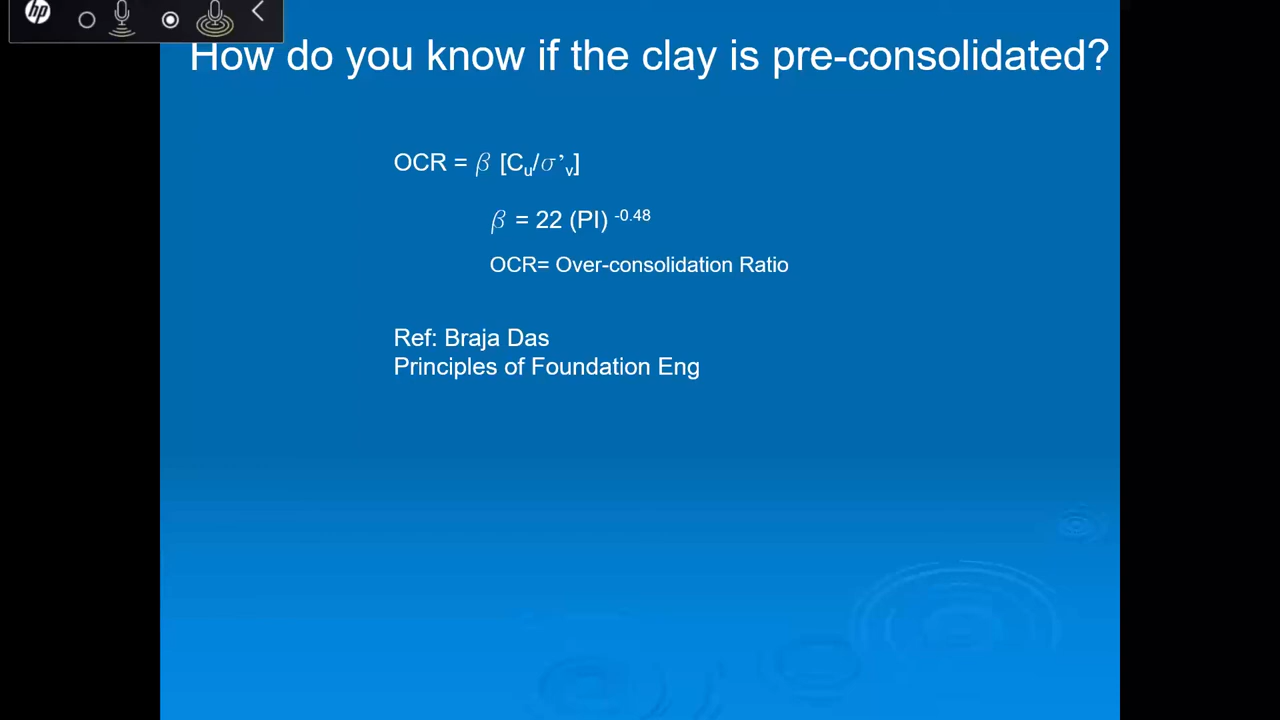 hp
How do you know if the clay is pre-consolidated?
OCR = β [Cu/σ’v]
β = 22 (PI) -0.48
OCR= Over-consolidation Ratio
Ref: Braja Das
Principles of Foundation Eng